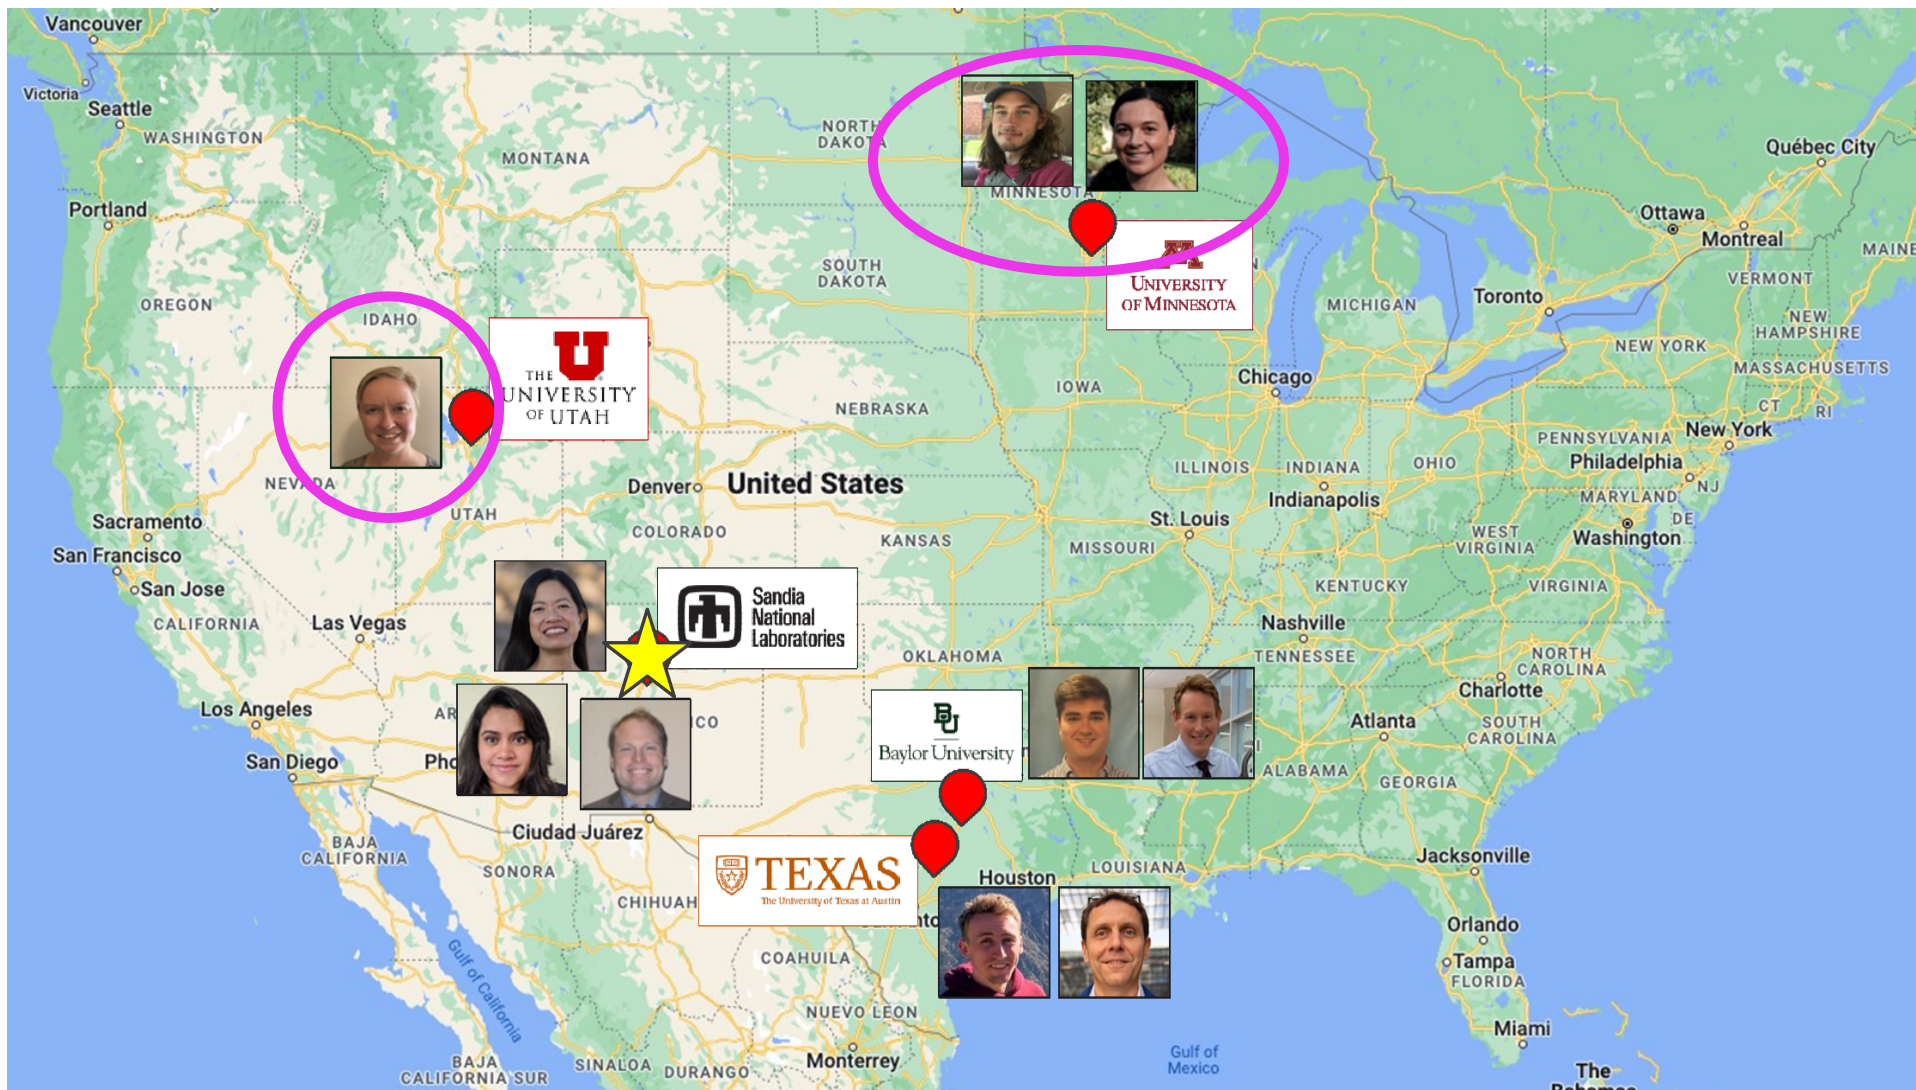 Vancouver
Victoria
Seattle
WASHINGTON
MONTANA
NORTH
DAKOTA
MINNESOTA
Québec City
Portland
Ottawa
Montreal
MAINE
UNIVERSITY
OF MINNESOTA
SOUTH
DAKOTA
VERMONT
OREGON
IDAHO
MICHIGAN
Toronto
NEW
HAMPSHIRE
NEW YORK
MASSACHUSETTS
THE
UNIVERSITY
OF UTAH
IOWA
Chicago
CT
RI
NEBRASKA
PENNSYLVANIA
New York
ILLINOIS
INDIANA
OHIO
Philadelphia
NJ
NEVADA
Denver
United States
Indianapolis
MARYLAND
DE
UTAH
COLORADO
KANSAS
St. Louis
MISSOURI
WEST
VIRGINIA
Washington
Sacramento
San Francisco
San Jose
KENTUCKY
VIRGINIA
CALIFORNIA
Las Vegas
Sandia
National
Laboratories
OKLAHOMA
Nashville
TENNESSEE
NORTH
CAROLINA
Charlotte
Los Angeles
AR
ICO
BU
Baylor University
Atlanta
SOUTH
CAROLINA
San Diego
Pho
ALABAMA
GEORGIA
Ciudad Juárez
BAJA
CALIFORNIA
SONORA
CHIHUAH
TEXAS
The University of Texas at Austin
Houston
LOUISIANA
Jacksonville
Orlando
Tampa
FLORIDA
Gulf of California
COAHUILA
NUEVO LEON
Miami
Monterrey
BAJA
CALIFORNIA SUR
SINALOA
DURANGO
Gulf of
Mexico
The